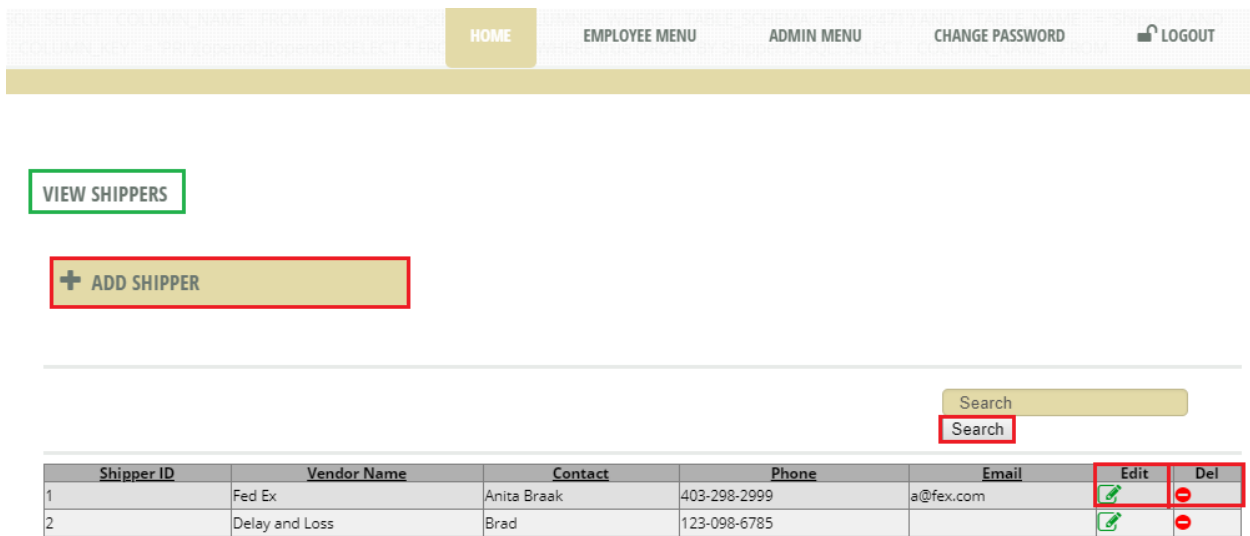 HOME EMPLOYEE MENU ADMIN MENU CHANGE PASSWORD LOGOUT
VIEW SHIPPERS
ADD SHIPPER
Search
Search
Shipper ID Vendor Name Contact Phone Email Edit Del
1 Fed Ex Anita Braak 403-298-2999 a@fex.com
2 Delay and Loss Brad 123-098-6785